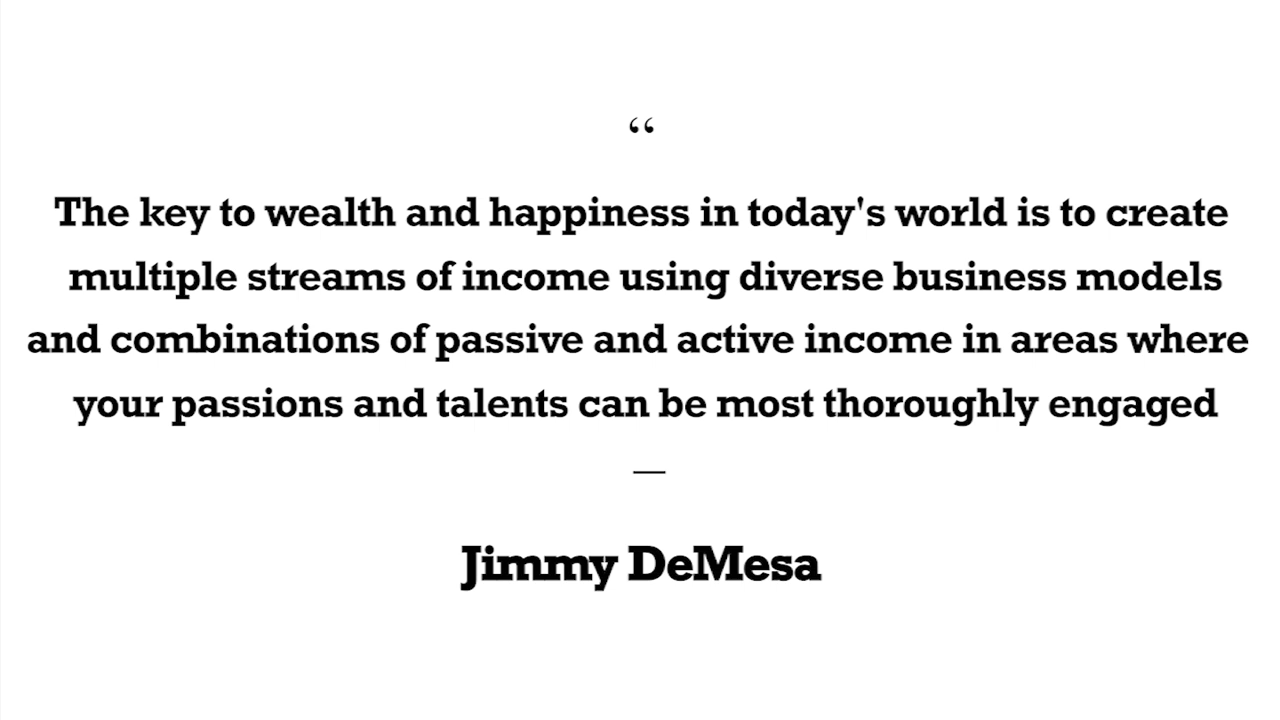 “
The key to wealth and happiness in today's world is to create
multiple streams of income using diverse business models
and combinations of passive and active income in areas where
your passions and talents can be most thoroughly engaged
—
Jimmy DeMesa